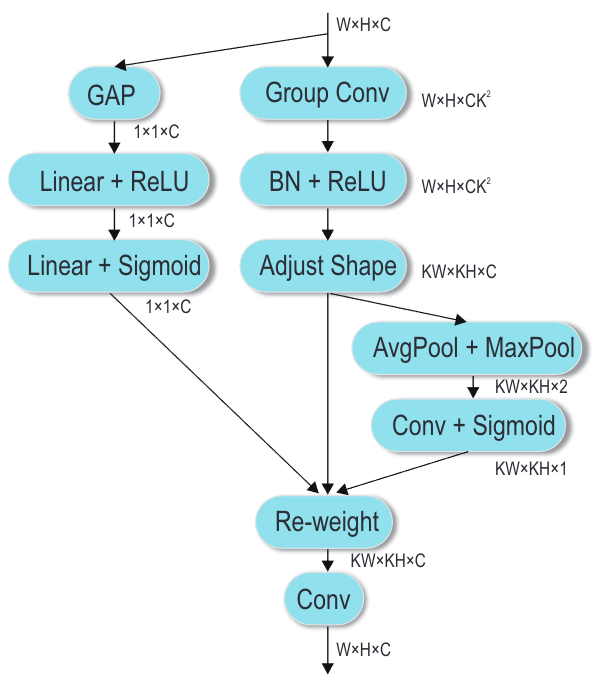 W×H×C
GAP
Group Conv
W×H×CK²
1×1×C
Linear + ReLU
BN + ReLU
W×H×CK²
1×1×C
Linear + Sigmoid
Adjust Shape
KW×KH×C
1×1×C
AvgPool + MaxPool
KW×KH×2
Conv + Sigmoid
KW×KH×1
Re-weight
KW×KH×C
Conv
W×H×C